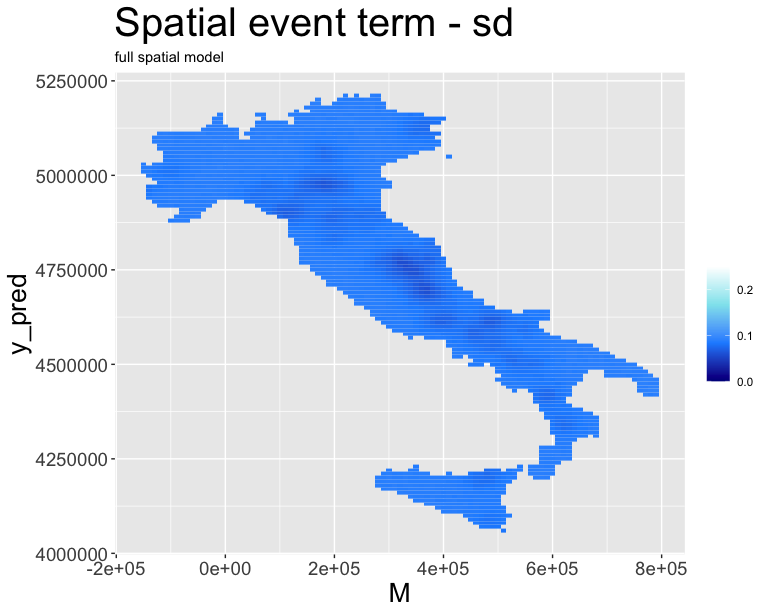 Spatial event term - sd
full spatial model
5250000
5000000
4750000
4500000
4250000
4000000
y_pred
-2e+05 0e+00 2e+05 4e+05 6e+05 8e+05
M
0.2
0.1
0.0